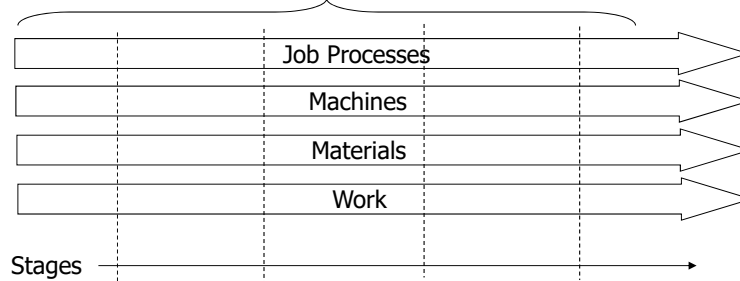 Job Processes
Machines
Materials
Work
Stages